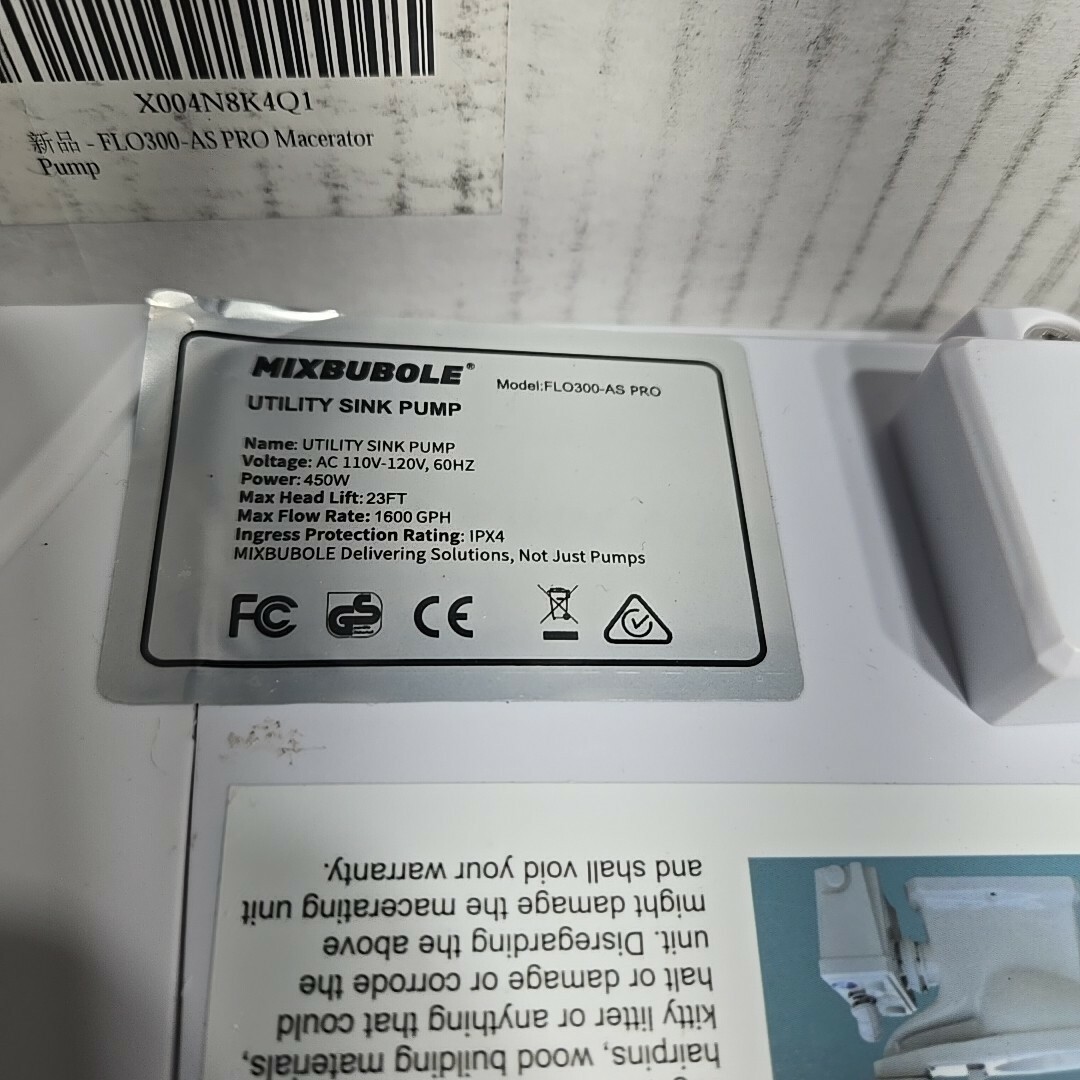 X004N8K4Q1
新品 - FLO300-AS PRO Macerator
Pump
MIXBUBOLE®
Model:FLO300-AS PRO
UTILITY SINK PUMP
Name: UTILITY SINK PUMP
Voltage: AC 110V-120V, 60HZ
Power: 450W
Max Head Lift: 23FT
Max Flow Rate: 1600 GPH
Ingress Protection Rating: IPX4
MIXBUBOLE Delivering Solutions, Not Just Pumps
FC GS CE
hairpins, wood building materials,
kitty litter or anything that could
halt or damage or corrode the
unit. Disregarding the above
might damage the macerating unit
and shall void your warranty.